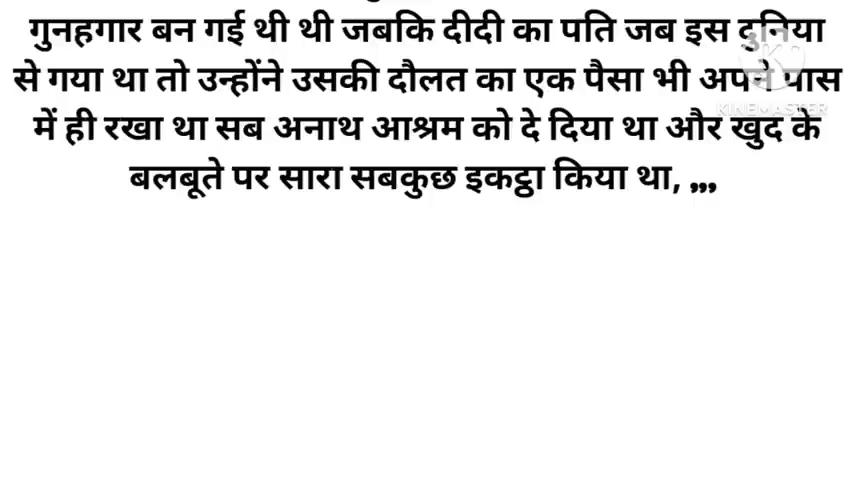 गुनहगार बन गई थी थी जबकि दीदी का पति जब इस दुनिया
से गया था तो उन्होंने उसकी दौलत का एक पैसा भी अपने पास
में ही रखा था सब अनाथ आश्रम को दे दिया था और खुद के
बलबूते पर सारा सबकुछ इकट्ठा किया था, ,,,
KINEMASTER